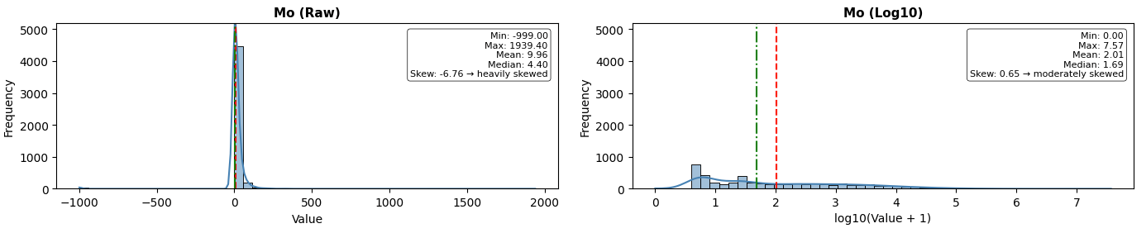 Mo (Raw)
Frequency
5000
4000
3000
2000
1000
0
Min: -999.00
Max: 1939.40
Mean: 9.96
Median: 4.40
Skew: -6.76 → heavily skewed
−1000 −500 0 500 1000 1500 2000
Value
Mo (Log10)
Frequency
5000
4000
3000
2000
1000
0
Min: 0.00
Max: 7.57
Mean: 2.01
Median: 1.69
Skew: 0.65 → moderately skewed
0 1 2 3 4 5 6 7
log10(Value + 1)